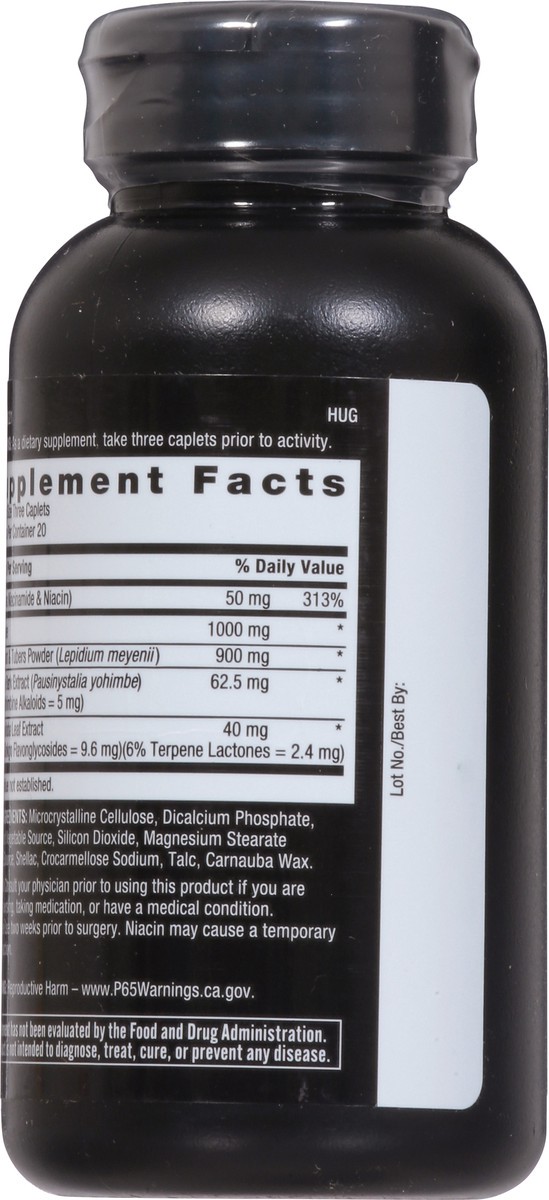 HUG
a dietary supplement, take three caplets prior to activity.
pplement Facts
Three Caplets
Container 20
Serving % Daily Value
Niacinamide & Niacin) 50 mg 313%
1000 mg *
& Tubers Powder (Lepidium meyenii) 900 mg *
Extract (Pausinystalia yohimbe) 62.5 mg *
Alkaloids = 5 mg)
Leaf Extract 40 mg *
Flavonglycosides = 9.6 mg)(6% Terpene Lactones = 2.4 mg)
not established.
Microcrystalline Cellulose, Dicalcium Phosphate,
Vegetable Source, Silicon Dioxide, Magnesium Stearate
Shellac, Crocarmellose Sodium, Talc, Carnauba Wax.
Consult your physician prior to using this product if you are
taking medication, or have a medical condition.
two weeks prior to surgery. Niacin may cause a temporary
Reproductive Harm – www.P65Warnings.ca.gov.
has not been evaluated by the Food and Drug Administration.
not intended to diagnose, treat, cure, or prevent any disease.
Lot No./Best By: